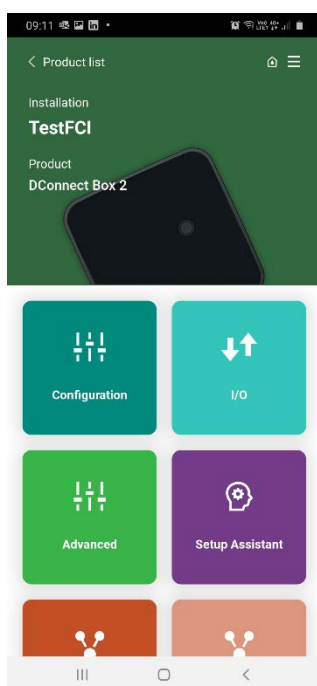 09:11
Product list
Installation
TestFCI
Product
DConnect Box 2
Configuration
I/O
Advanced
Setup Assistant